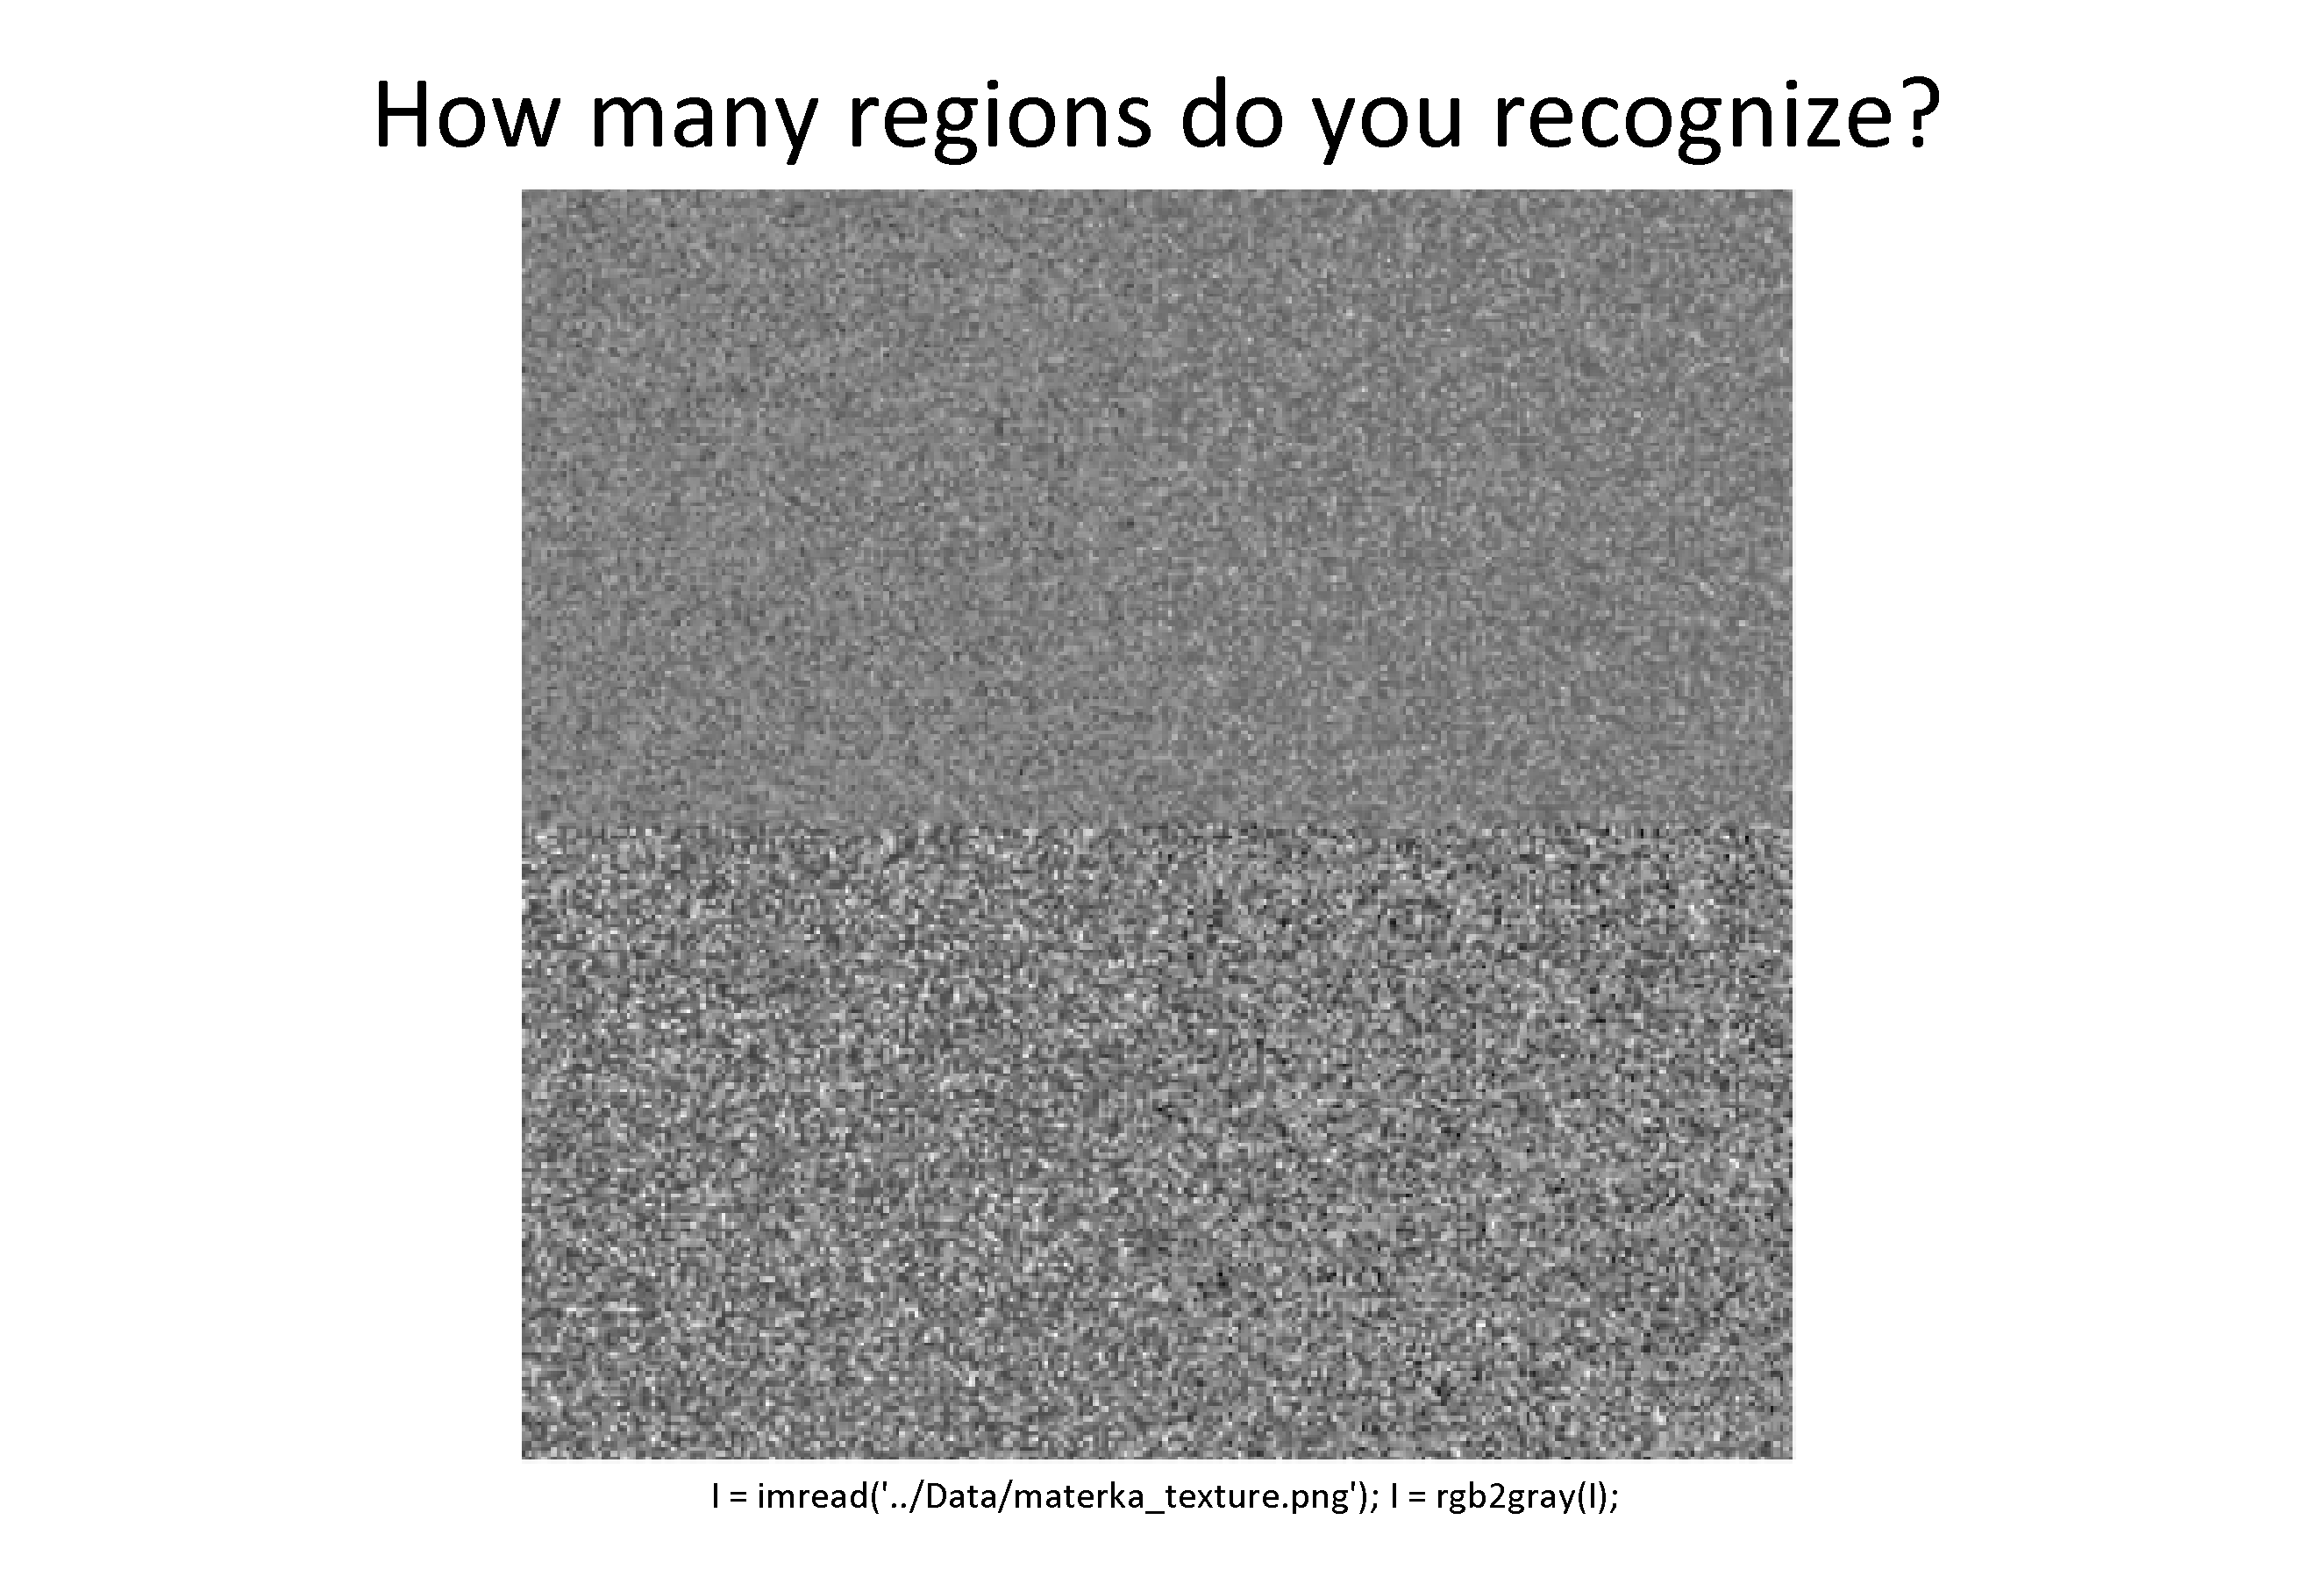 How many regions do you recognize?
I = imread('../Data/materka_texture.png'); I = rgb2gray(I);